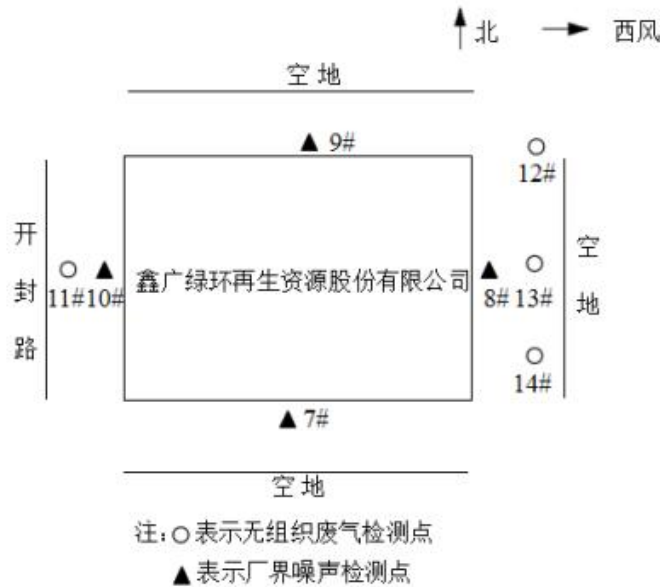 北 西风
空地
9#
12#
开封路
空地
11# 10# 鑫广绿环再生资源股份有限公司 8# 13#
14#
7#
空地
注:○表示无组织废气检测点
▲表示厂界噪声检测点